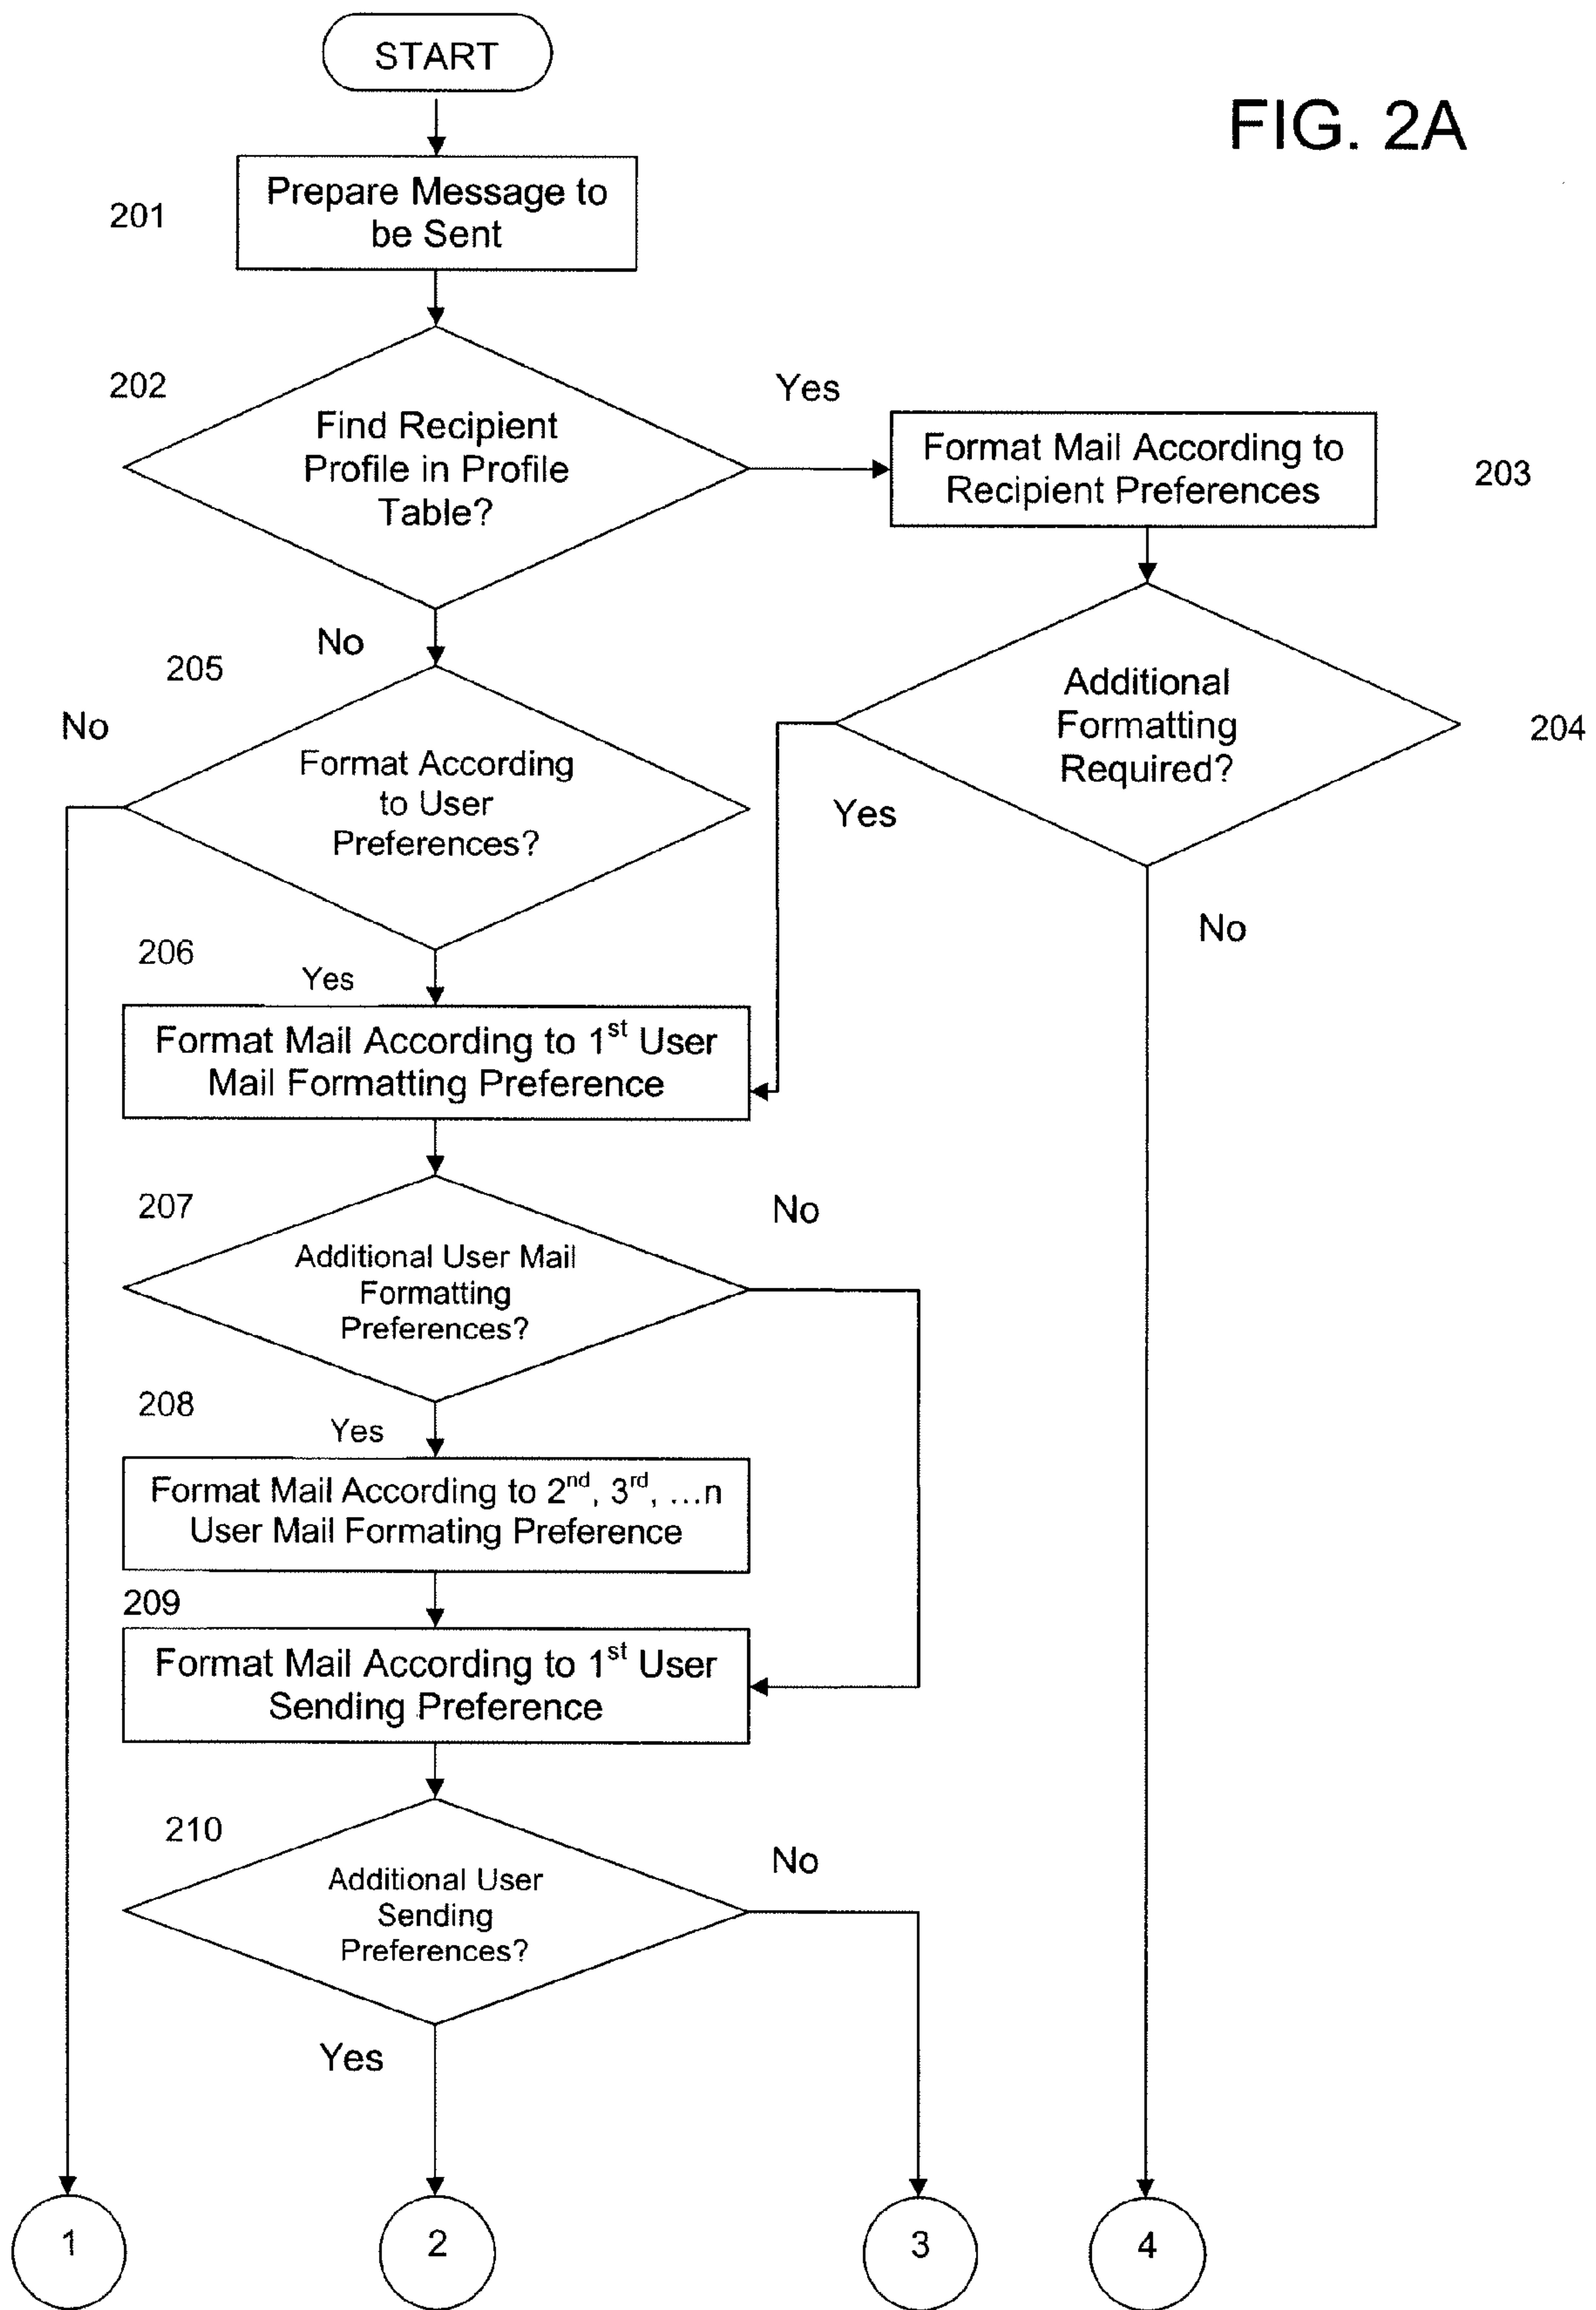 START
FIG. 2A
201
Prepare Message to
be Sent
202
Find Recipient
Profile in Profile
Table?
Yes
Format Mail According to
Recipient Preferences
203
No
205
Additional
Formatting
Required?
204
No
Format According
to User
Preferences?
Yes
No
206
Yes
Format Mail According to 1st User
Mail Formatting Preference
207
No
Additional User Mail
Formatting
Preferences?
208
Yes
Format Mail According to 2nd, 3rd, ...n
User Mail Formating Preference
209
Format Mail According to 1st User
Sending Preference
210
No
Additional User
Sending
Preferences?
Yes
1
2
3
4